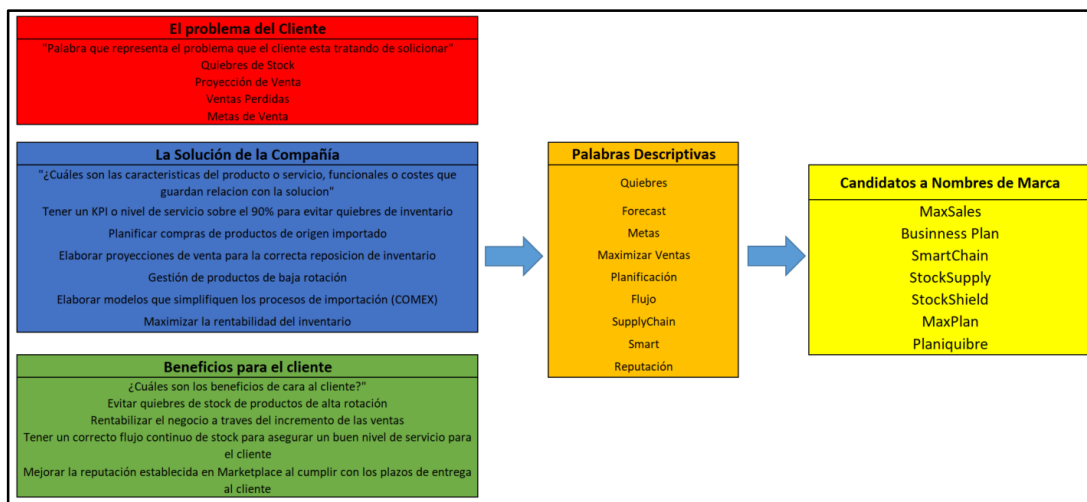 El problema del Cliente
"Palabra que representa el problema que el cliente esta tratando de solicionar"
Quiebres de Stock
Proyección de Venta
Ventas Perdidas
Metas de Venta
La Solución de la Compañía
"¿Cuáles son las caracteristicas del producto o servicio, funcionales o costes que
guardan relacion con la solucion"
Tener un KPI o nivel de servicio sobre el 90% para evitar quiebres de inventario
Planificar compras de productos de origen importado
Elaborar proyecciones de venta para la correcta reposicion de inventario
Gestión de productos de baja rotación
Elaborar modelos que simplifiquen los procesos de importación (COMEX)
Maximizar la rentabilidad del inventario
Beneficios para el cliente
¿Cuáles son los beneficios de cara al cliente?"
Evitar quiebres de stock de productos de alta rotación
Rentabilizar el negocio a traves del incremento de las ventas
Tener un correcto flujo continuo de stock para asegurar un buen nivel de servicio para
el cliente
Mejorar la reputación establecida en Marketplace al cumplir con los plazos de entrega
al cliente
Palabras Descriptivas
Quiebres
Forecast
Metas
Maximizar Ventas
Planificación
Flujo
SupplyChain
Smart
Reputación
Candidatos a Nombres de Marca
MaxSales
Businness Plan
SmartChain
StockSupply
StockShield
MaxPlan
Planiquibre